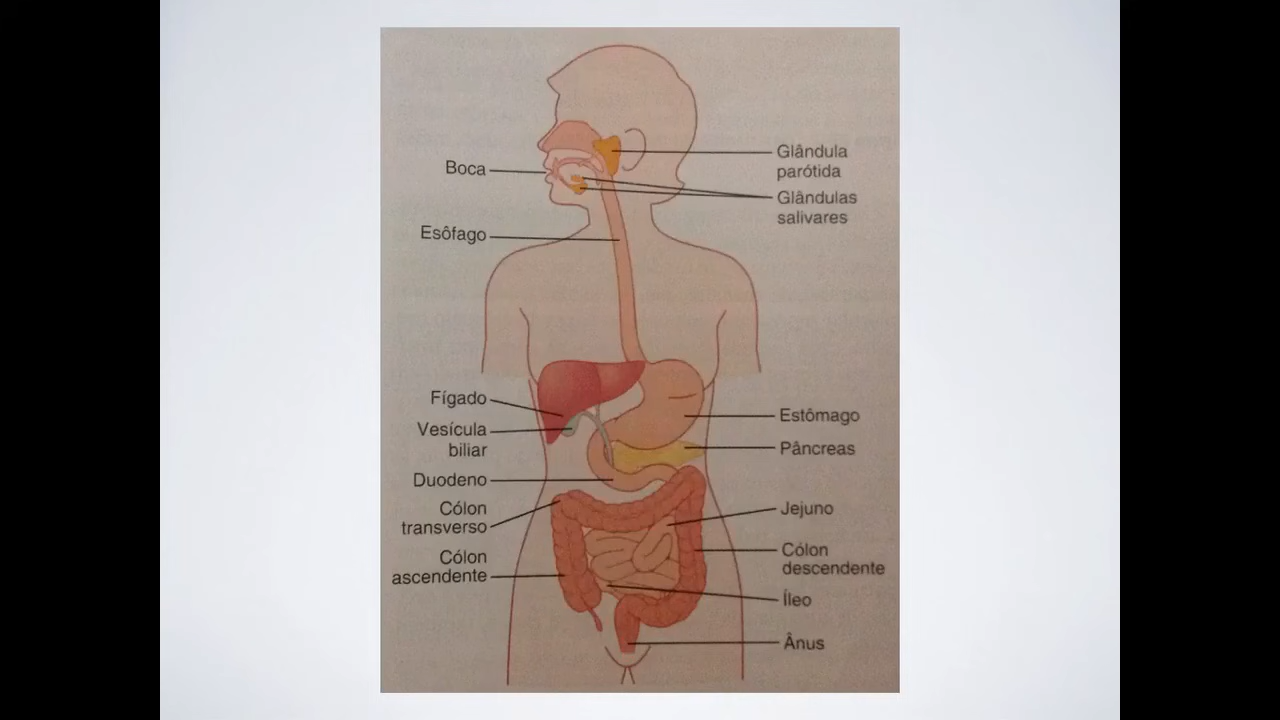 Boca
Esôfago
Fígado
Vesícula
biliar
Duodeno
Cólon
transverso
Cólon
ascendente
Glândula
parótida
Glândulas
salivares
Estômago
Pâncreas
Jejuno
Cólon
descendente
Íleo
Ânus